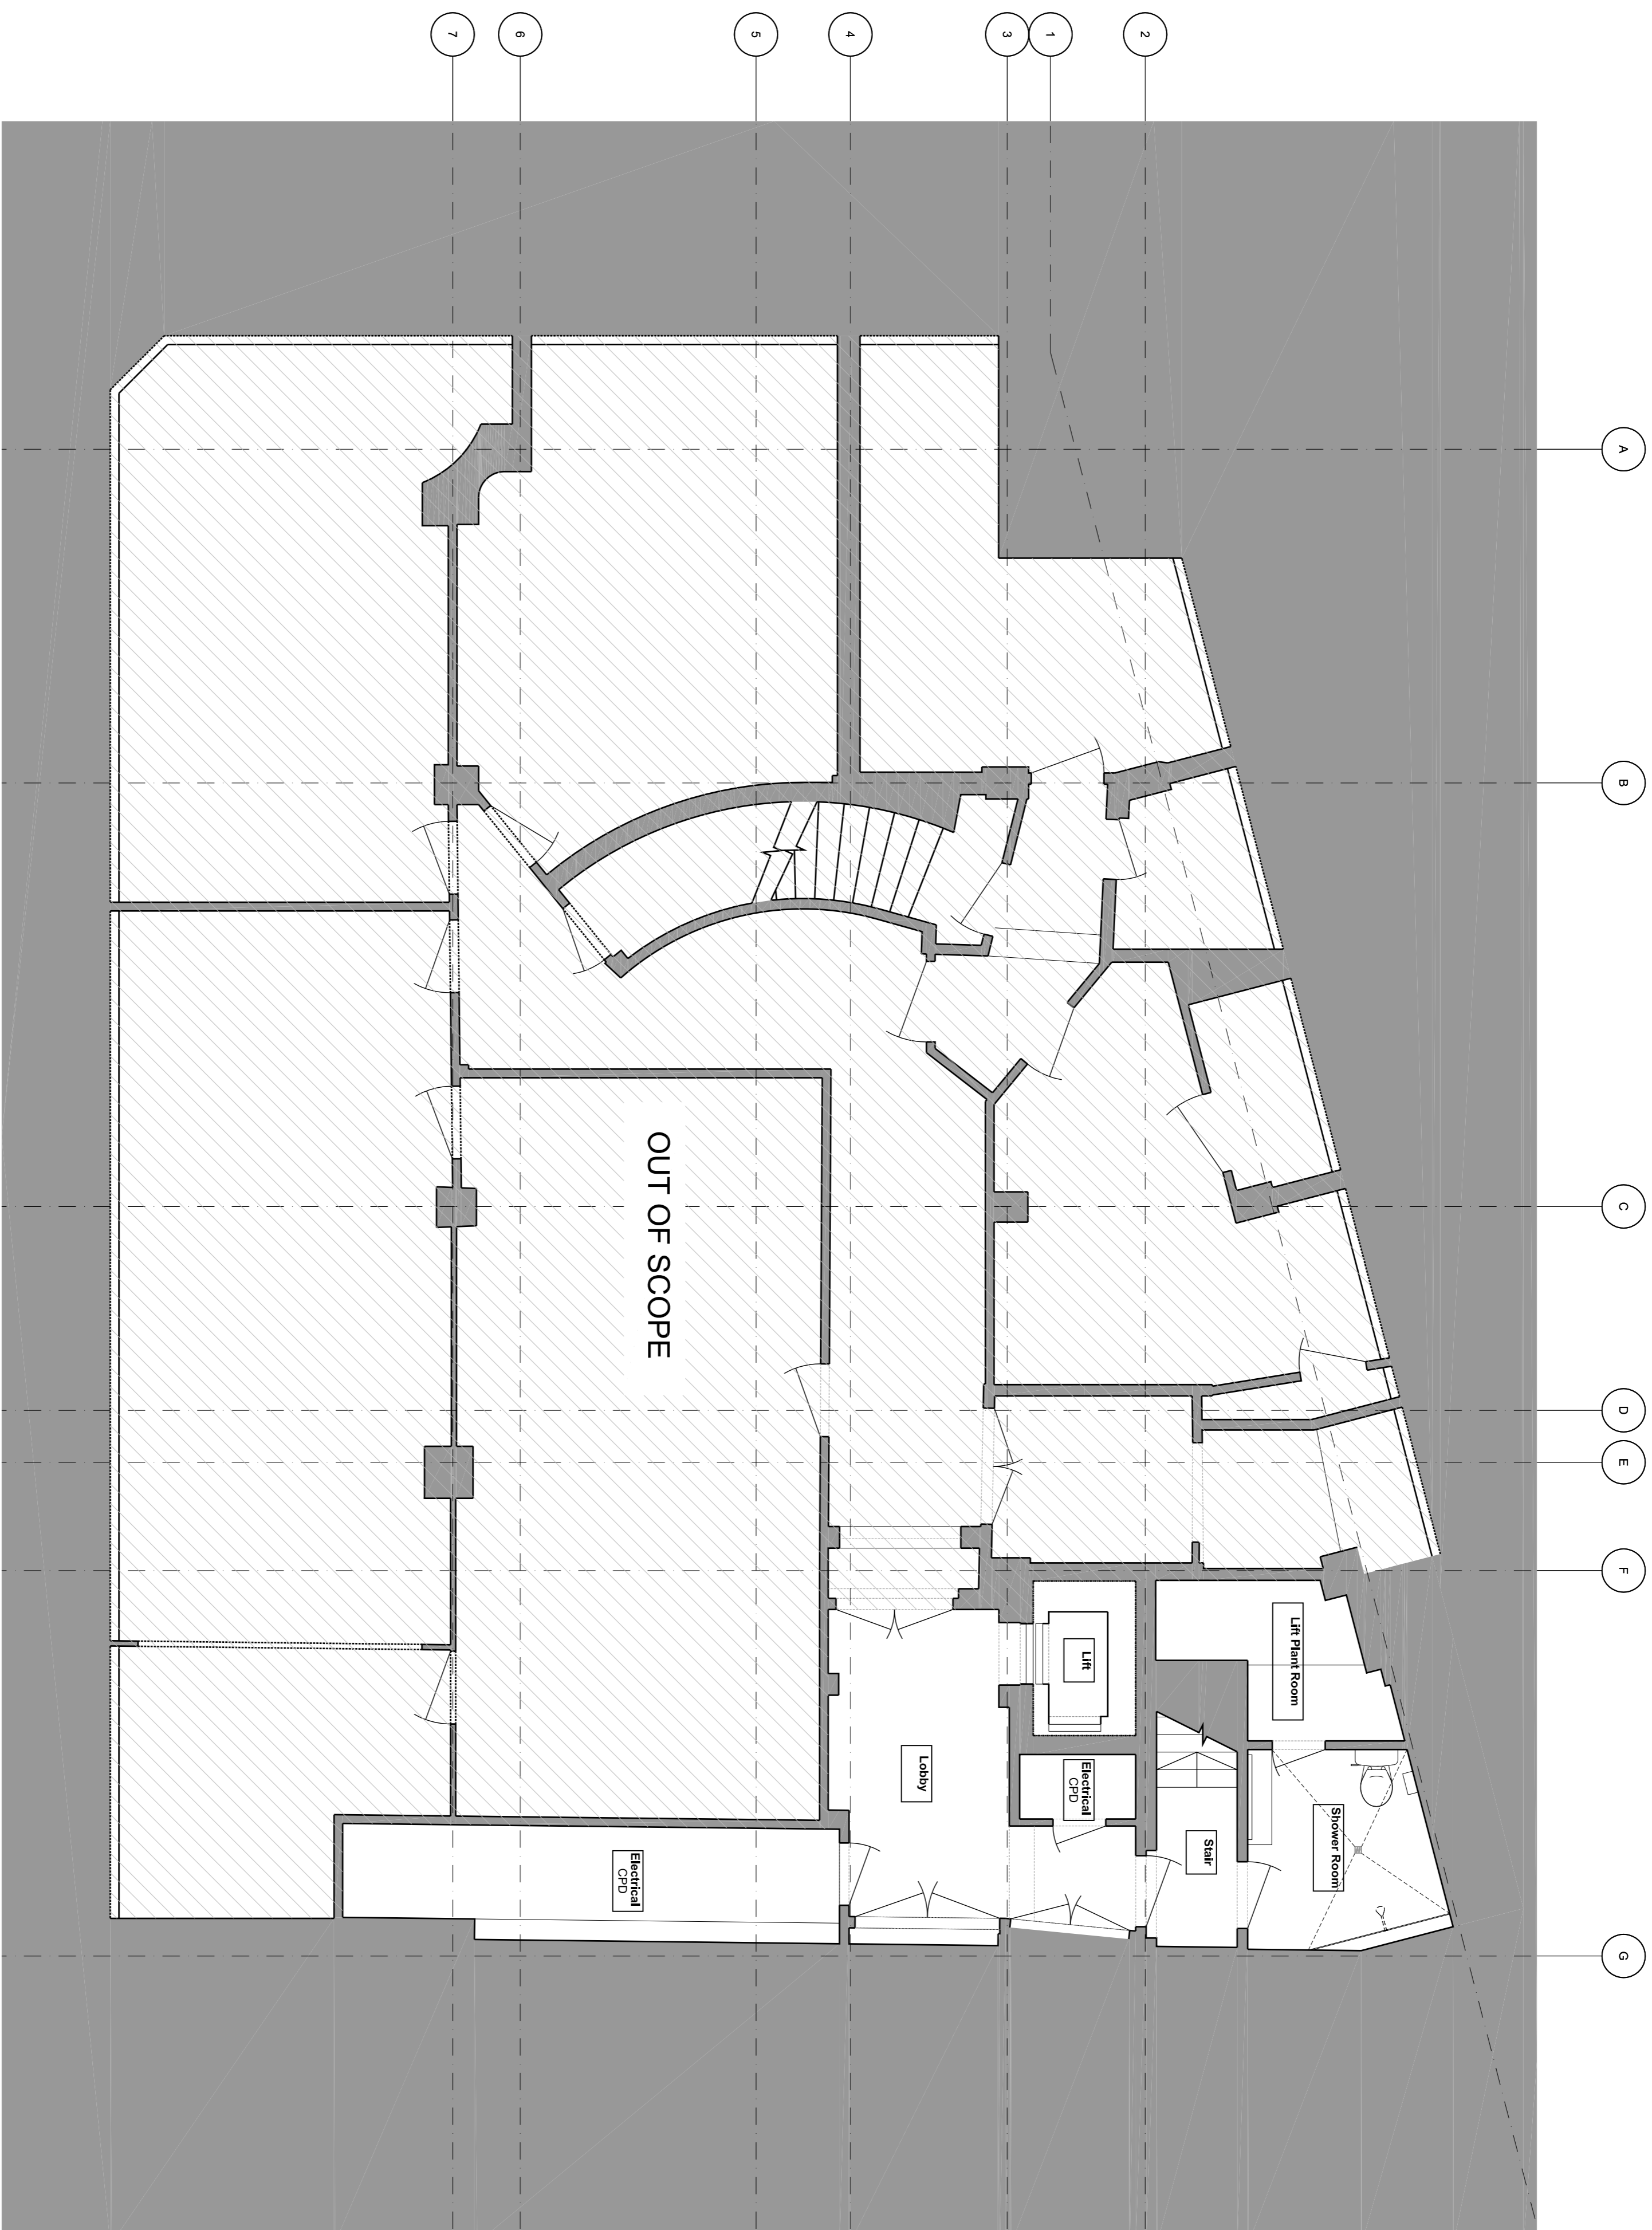 7
6
5
4
3
1
2
A
B
C
D
E
F
G
OUT OF SCOPE
Lift Plant Room
Lift
Lobby
Electrical
CPD
Stair
Shower Room
Electrical
CPD